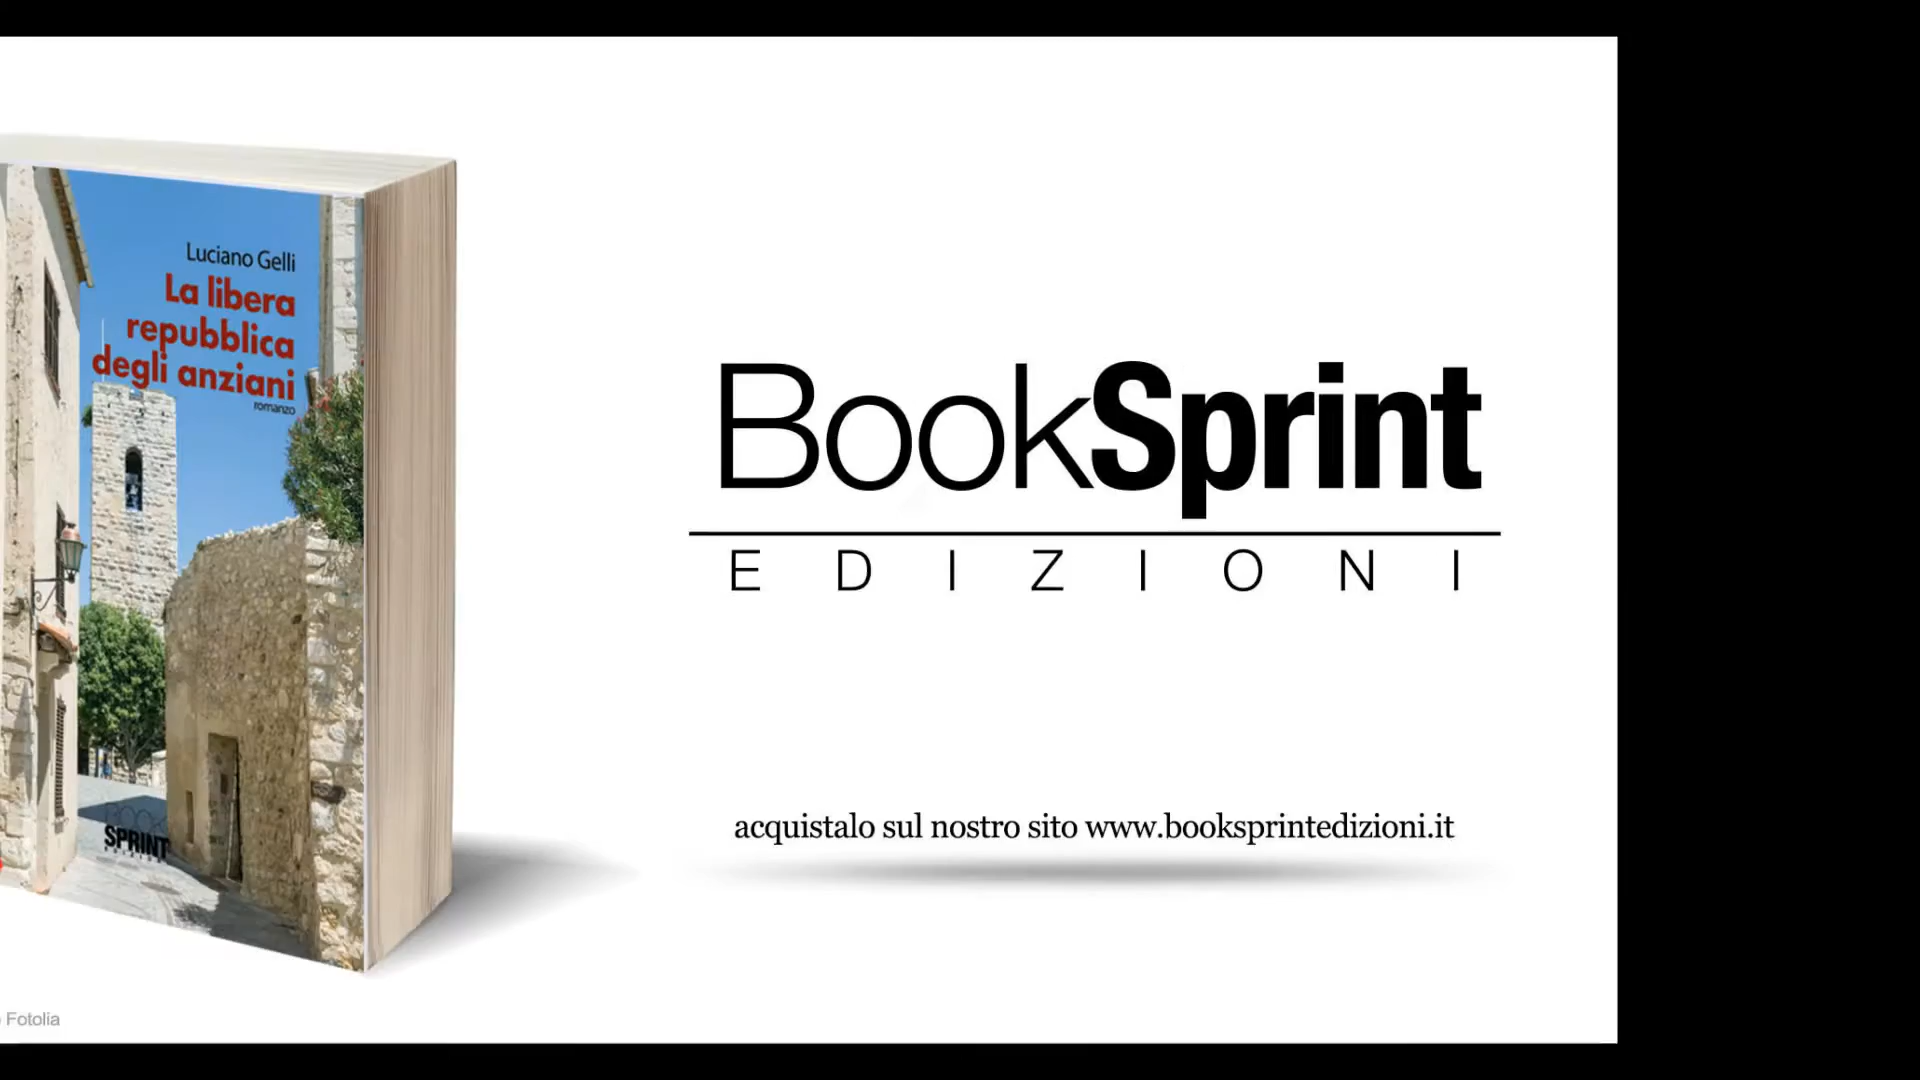 Luciano Gelli
La libera
repubblica
degli anziani
romanzo
SPRINT
BookSprint
EDIZIONI
acquistalo sul nostro sito www.booksprintedizioni.it
Fotolia